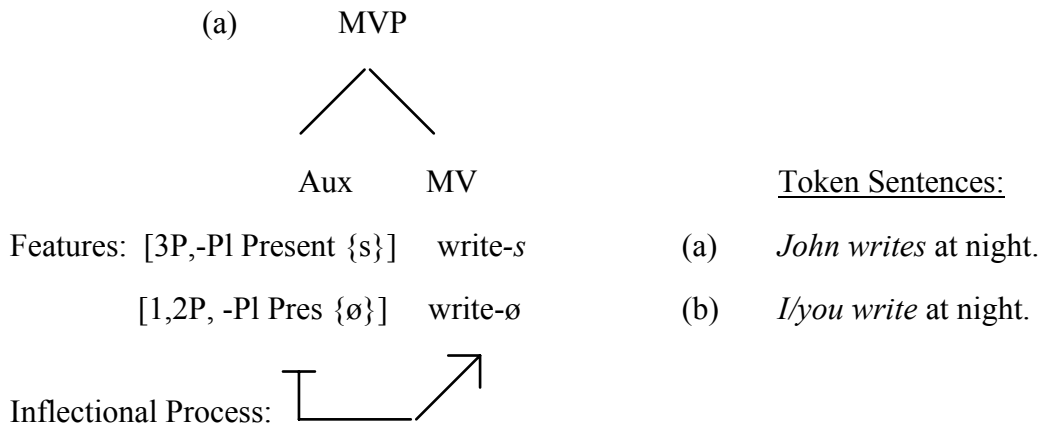 (a) MVP
Aux MV Token Sentences:
Features: [3P,-Pl Present {s}] write-s (a) John writes at night.
[1,2P, -Pl Pres {ø}] write-ø (b) I/you write at night.
Inflectional Process: